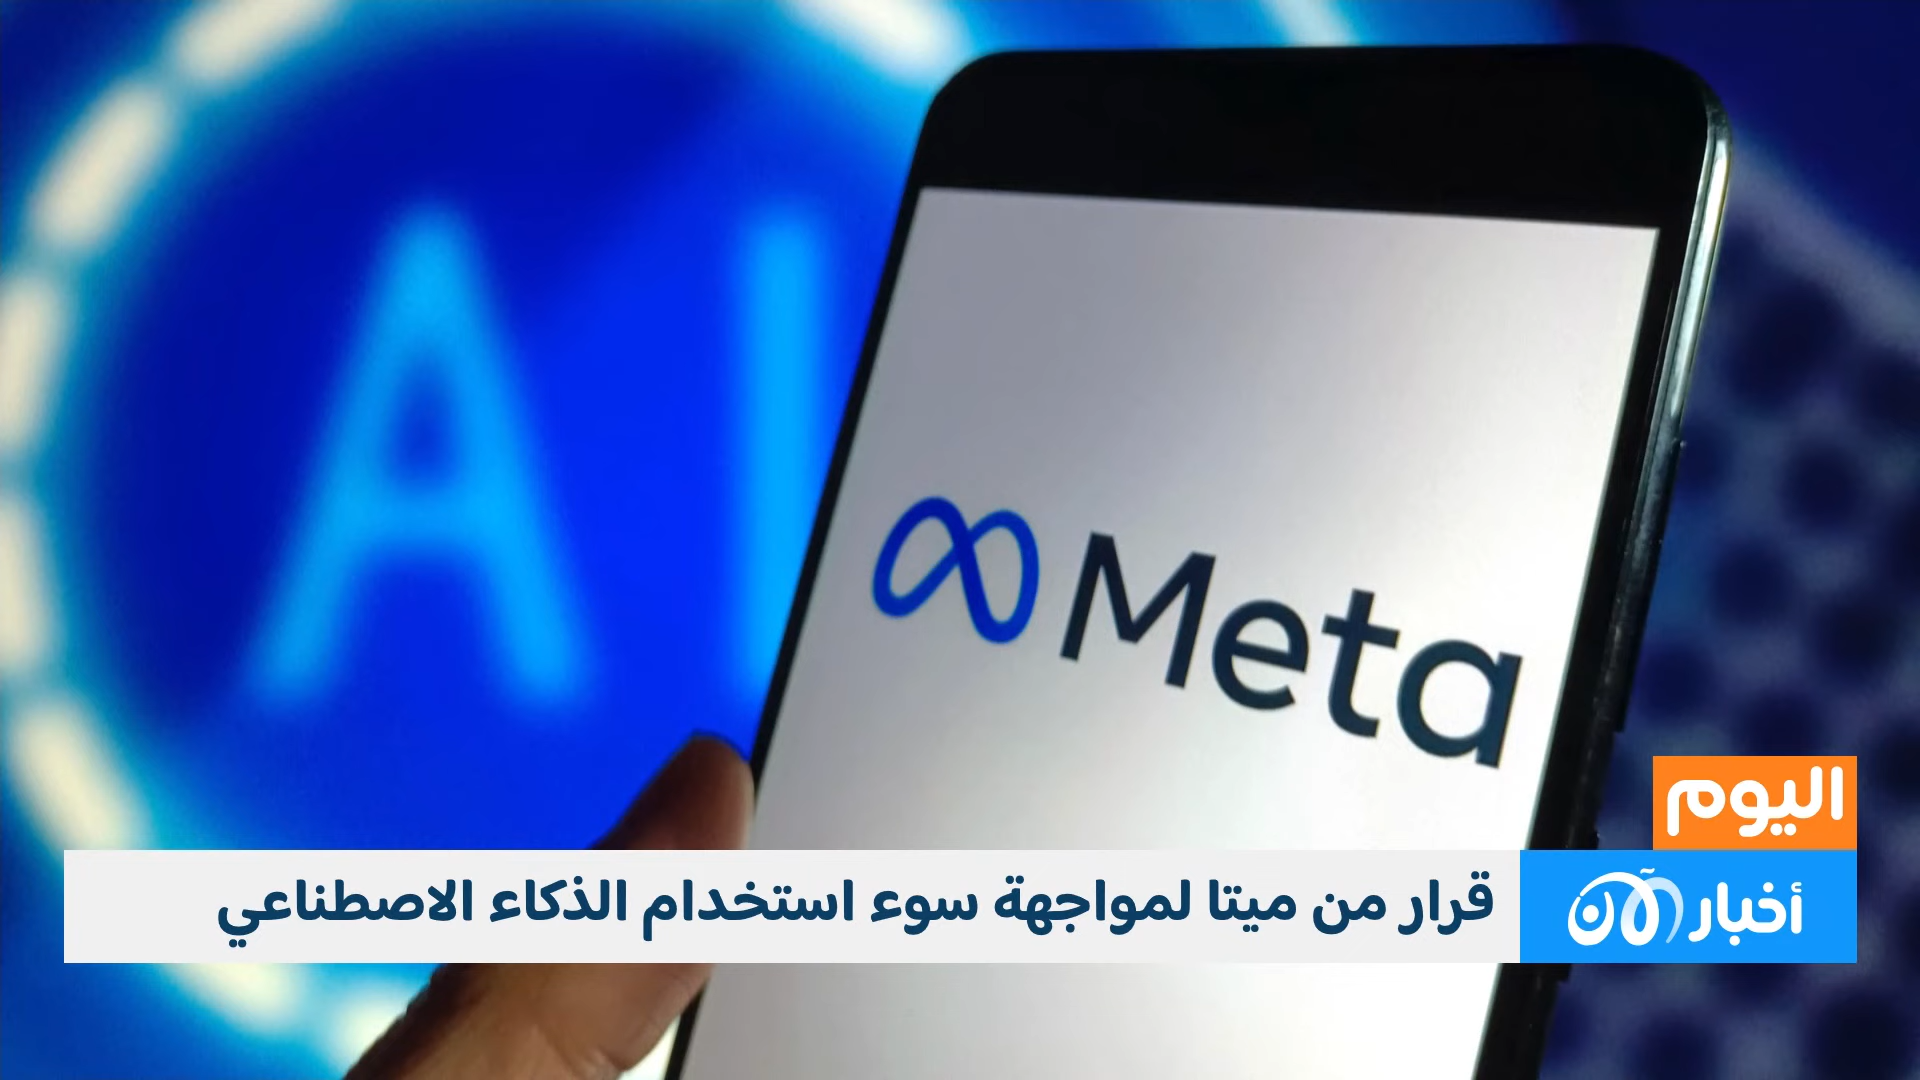 AI
Meta
اليوم
أخبار الآن
قرار من ميتا لمواجهة سوء استخدام الذكاء الاصطناعي